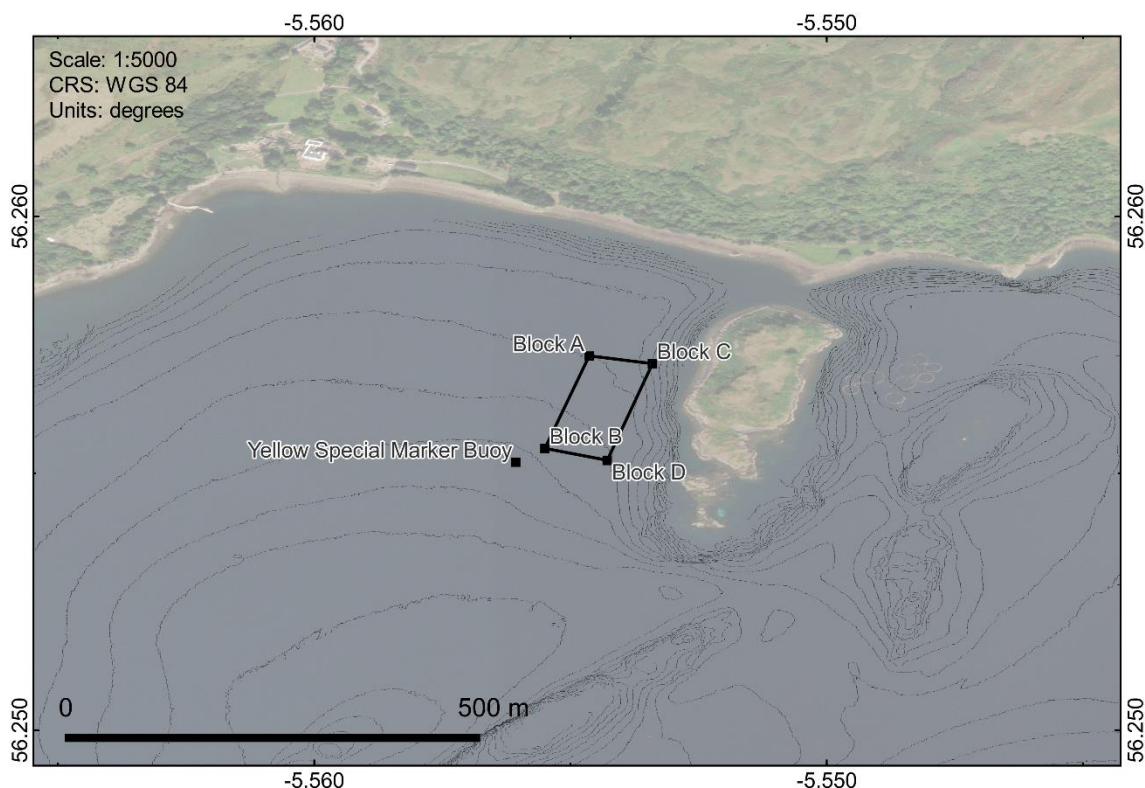 -5.560
-5.550
Scale: 1:5000
CRS: WGS 84
Units: degrees
56.260
56.260
Block A
Block C
Block B
Yellow Special Marker Buoy
Block D
0
500 m
56.250
56.250
-5.560
-5.550